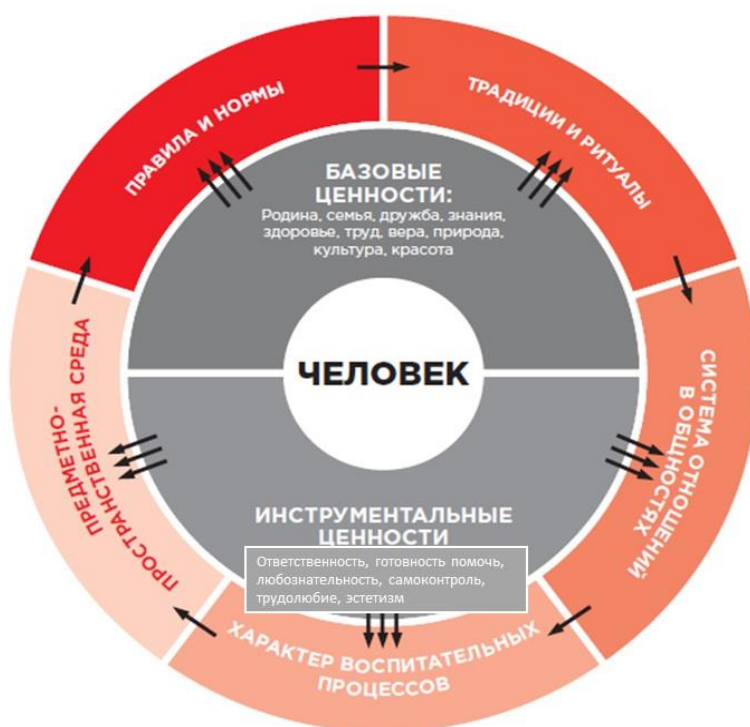 ПРАВИЛА И НОРМЫ
ТРАДИЦИИ И РИТУАЛЫ
БАЗОВЫЕ
ЦЕННОСТИ:
Родина, семья, дружба, знания,
здоровье, труд, вера, природа,
культура, красота
ЧЕЛОВЕК
СИСТЕМА ОТНОШЕНИЙ
В ОБЩНОСТЯХ
ПРЕДМЕТНО-
ПРОСТРАНСТВЕННАЯ СРЕДА
ИНСТРУМЕНТАЛЬНЫЕ
ЦЕННОСТИ
Ответственность, готовность помочь,
любознательность, самоконтроль,
трудолюбие, эстетизм
ХАРАКТЕР ВОСПИТАТЕЛЬНЫХ
ПРОЦЕССОВ